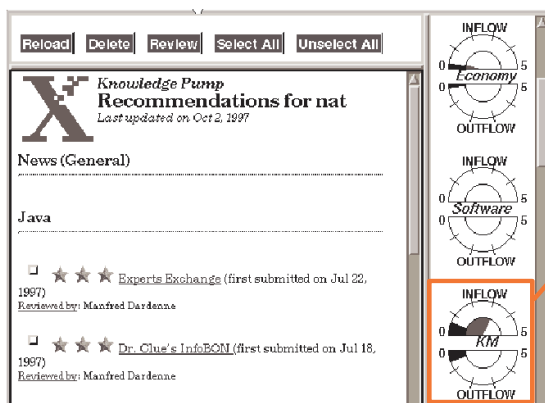 Reload Delete Review Select All Unselect All
Knowledge Pump
Recommendations for nat
Last updated on Oct 2, 1997
News (General)
Java
Experts Exchange (first submitted on Jul 22,
1997)
Reviewed by: Manfred Dardenne
Dr. Clue's InfoBON (first submitted on Jul 18,
1997)
Reviewed by: Manfred Dardenne
INFLOW
0 5
Economy
0 5
OUTFLOW
INFLOW
0 5
Software
0 5
OUTFLOW
INFLOW
0 5
KM
0 5
OUTFLOW